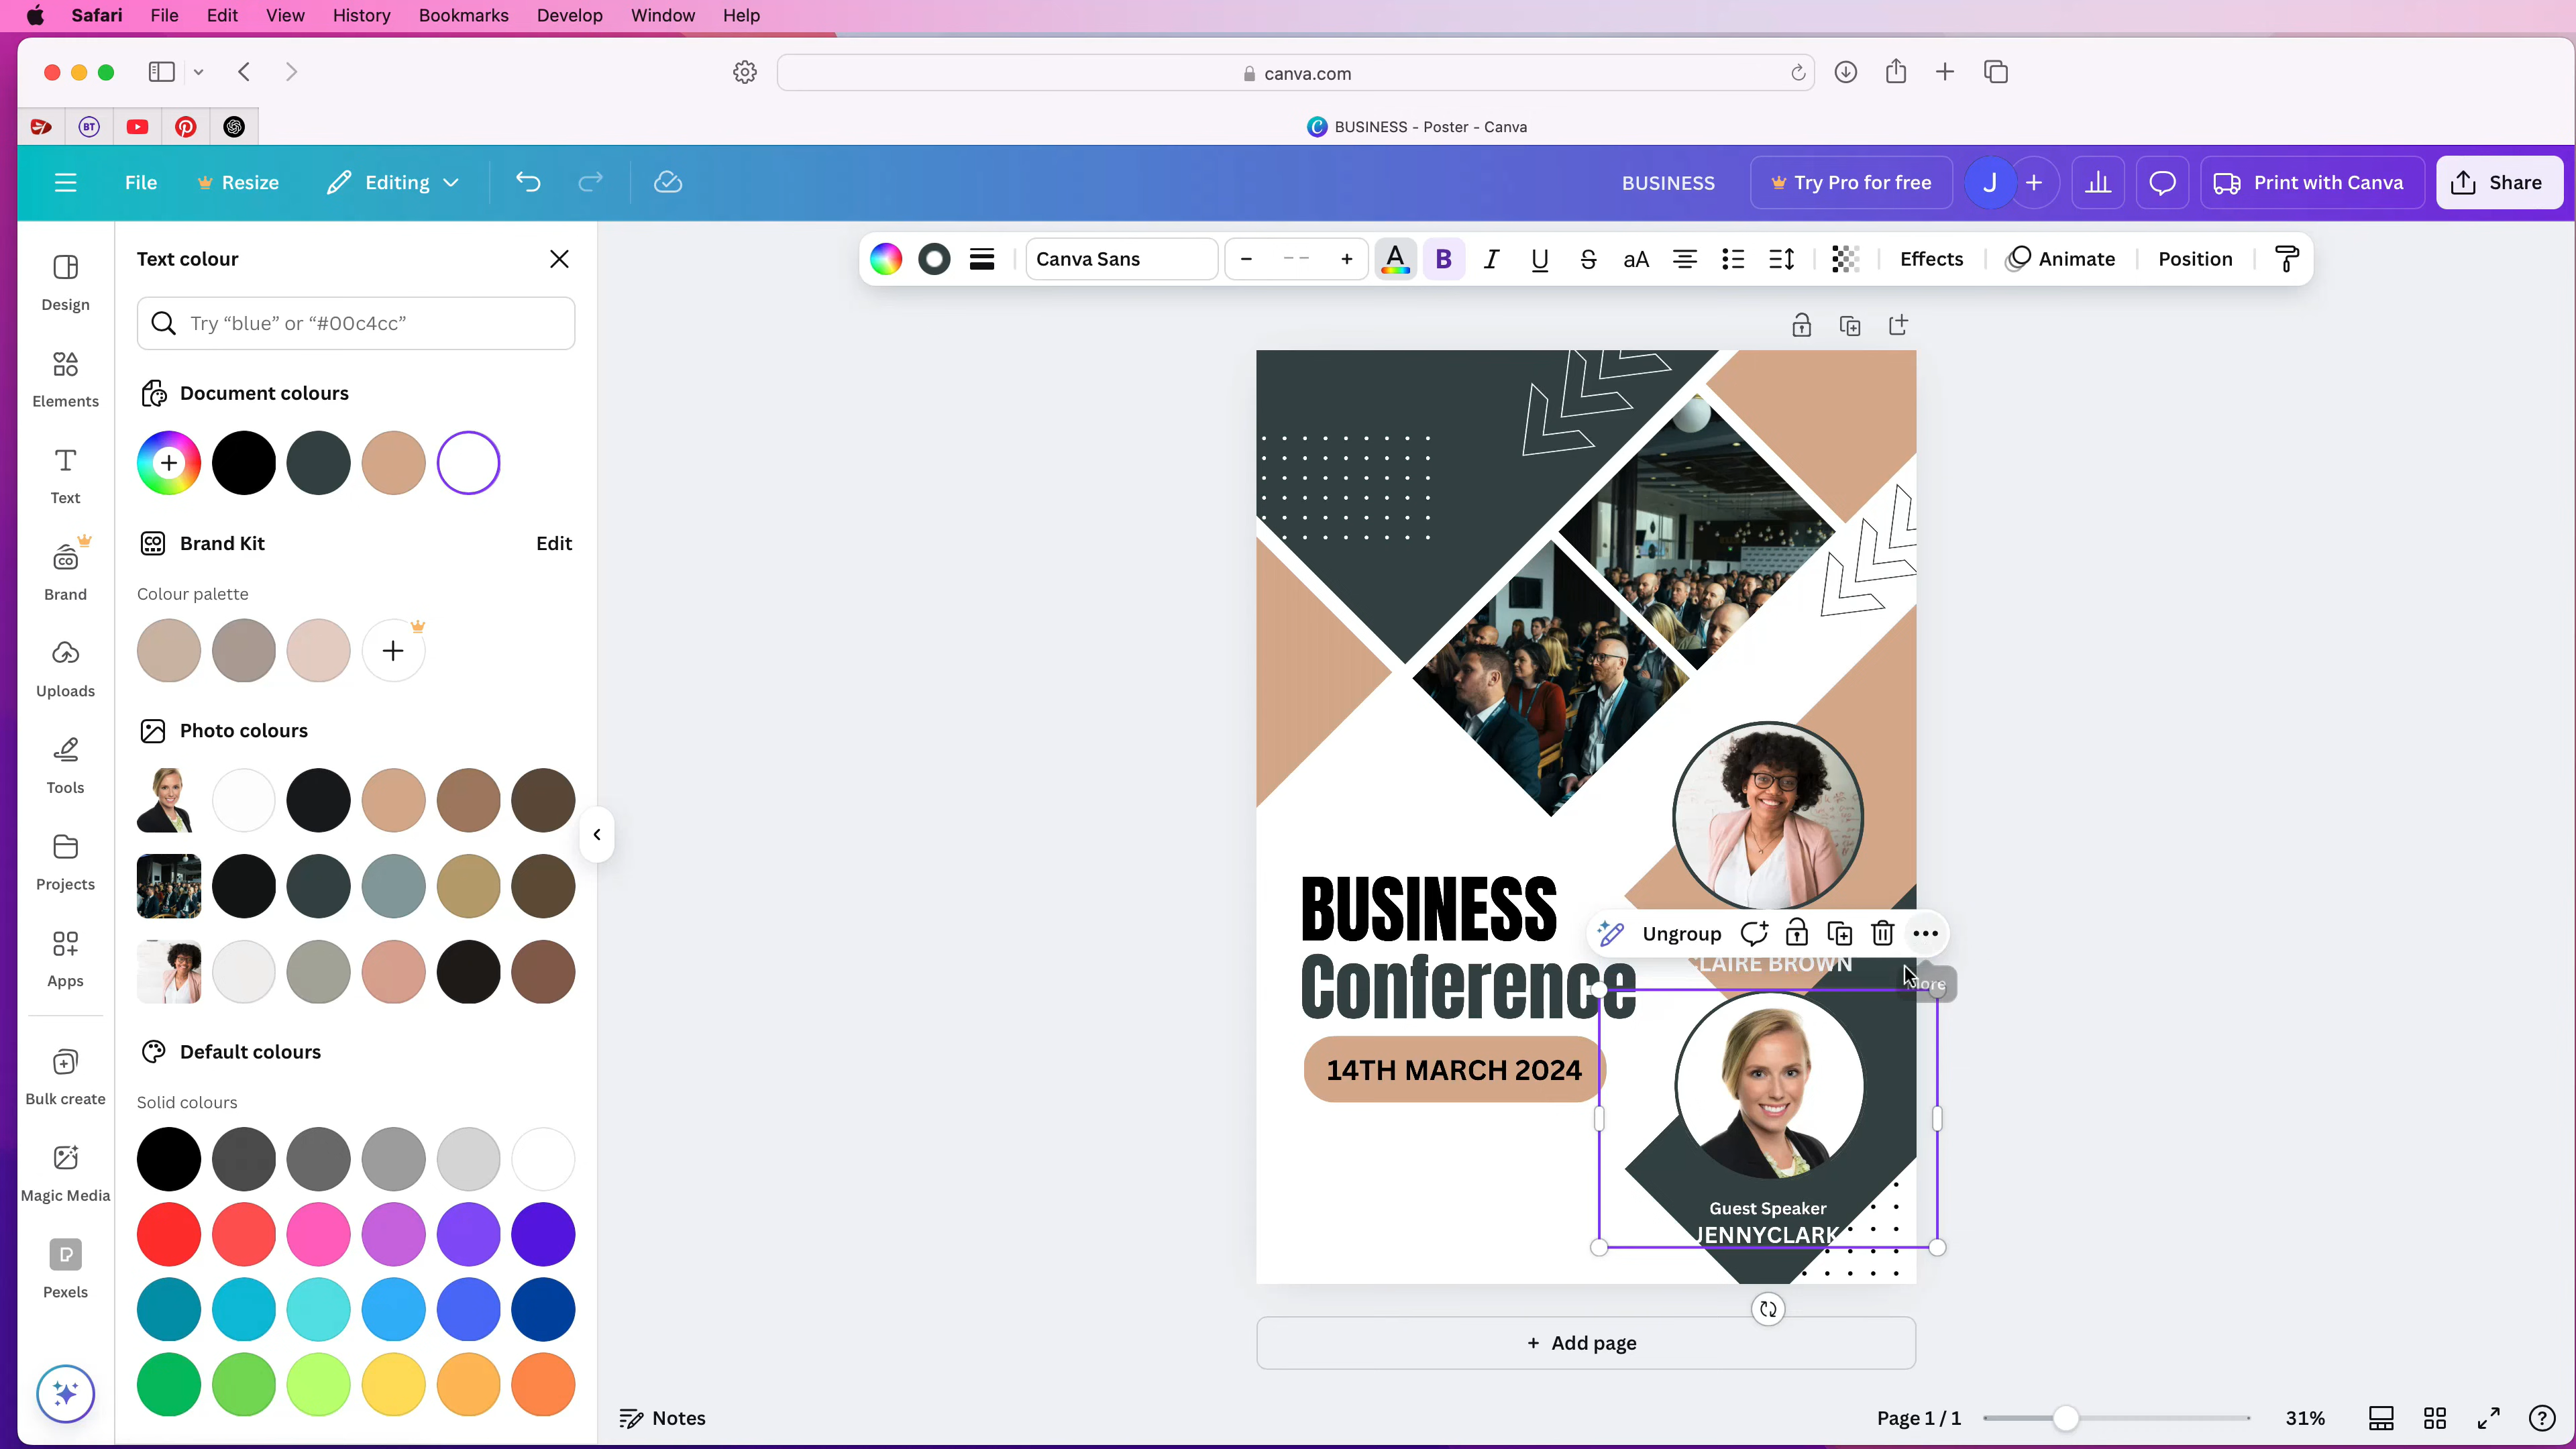 Safari File Edit View History Bookmarks Develop Window Help
canva.com
BT
BUSINESS - Poster - Canva
File Resize Editing BUSINESS Try Pro for free J + Print with Canva Share
Text colour
Canva Sans - -- + A B I U S aA Effects Animate Position
Try “blue” or “#00c4cc”
Design
Elements
Text
Brand
Uploads
Tools
Projects
Apps
Bulk create
Magic Media
Pexels
Document colours
Brand Kit Edit
Colour palette
Photo colours
Default colours
Solid colours
BUSINESS
Conference
14TH MARCH 2024
Ungroup
LAIRE BROWN
More
Guest Speaker
JENNYCLARK
+ Add page
Notes
Page 1 / 1
31%